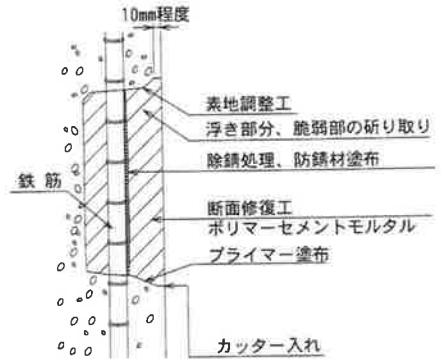 10mm程度
素地調整工
浮き部分、脆弱部の斫り取り
除錆処理、防錆材塗布
鉄 筋
断面修復工
ポリマーセメントモルタル
プライマー塗布
カッター入れ